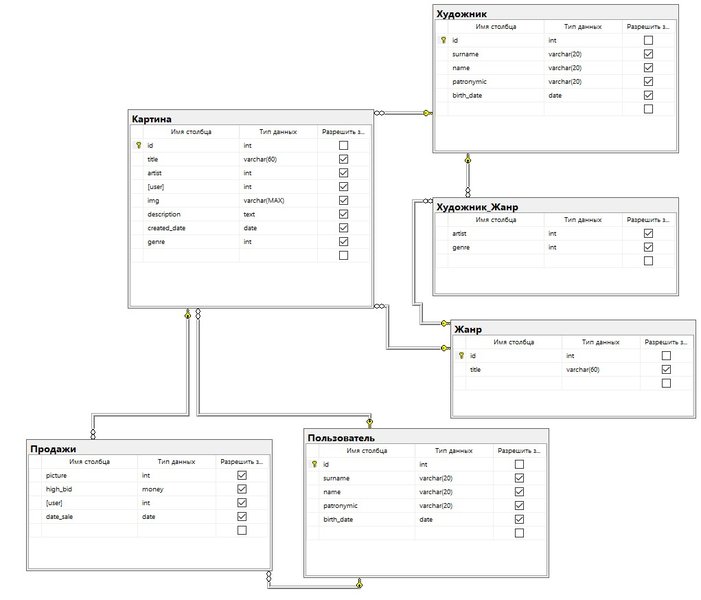 Художник
Имя столбца Тип данных Разрешить з...
id int
surname varchar(20)
name varchar(20)
patronymic varchar(20)
birth_date date
Картина
Имя столбца Тип данных Разрешить з...
id int
title varchar(60)
artist int
[user] int
img varchar(MAX)
description text
created_date date
genre int
Художник_Жанр
Имя столбца Тип данных Разрешить з...
artist int
genre int
Жанр
Имя столбца Тип данных Разрешить з...
id int
title varchar(60)
Продажи
Имя столбца Тип данных Разрешить з...
picture int
high_bid money
[user] int
date_sale date
Пользователь
Имя столбца Тип данных Разрешить з...
id int
surname varchar(20)
name varchar(20)
patronymic varchar(20)
birth_date date